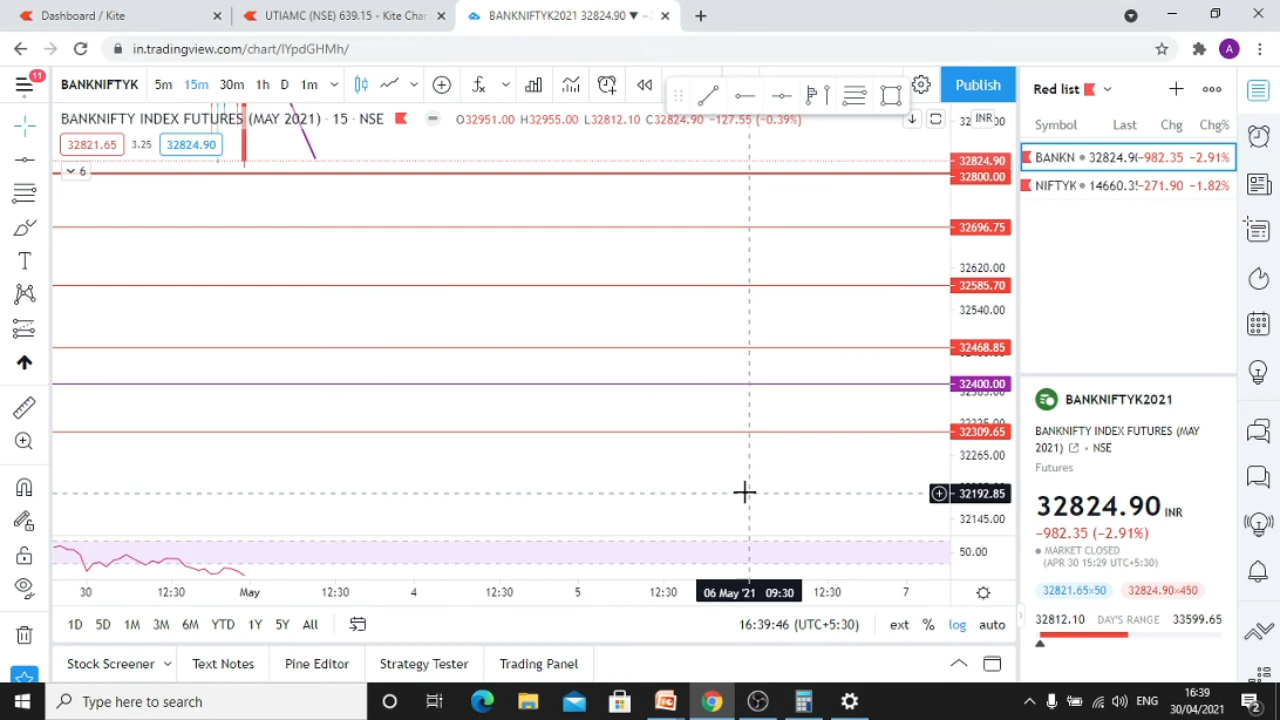 Dashboard / Kite
UTIAMC (NSE) 639.15 - Kite Char
BANKNIFTYK2021 32824.90 ▼ −
in.tradingview.com/chart/IYpdGHMh/
A
11
BANKNIFTYK 5m 15m 30m 1h D 1m
Publish
Red list
Symbol Last Chg Chg%
BANKNIFTY INDEX FUTURES (MAY 2021) · 15 · NSE O32951.00 H32955.00 L32812.10 C32824.90 −127.55 (−0.39%)
INR
32821.65 3.25 32824.90
6
BANKN 32824.9( −982.35 −2.91%
NIFTYK 14660.3! −271.90 −1.82%
32824.90
32800.00
32696.75
32620.00
32585.70
32540.00
32468.85
32400.00
32309.65
32265.00
32192.85
32145.00
50.00
30 12:30 May 12:30 4 12:30 5 12:30 06 May '21 09:30 12:30 7
BANKNIFTYK2021
BANKNIFTY INDEX FUTURES (MAY
2021) · NSE
Futures
32824.90 INR
−982.35 (−2.91%)
MARKET CLOSED
(APR 30 15:29 UTC+5:30)
32821.65×50 32824.90×450
32812.10 DAY'S RANGE 33599.65
1D 5D 1M 3M 6M YTD 1Y 5Y All
16:39:46 (UTC+5:30) ext % log auto
Stock Screener Text Notes Pine Editor Strategy Tester Trading Panel
Type here to search
ENG
16:39
30/04/2021
2